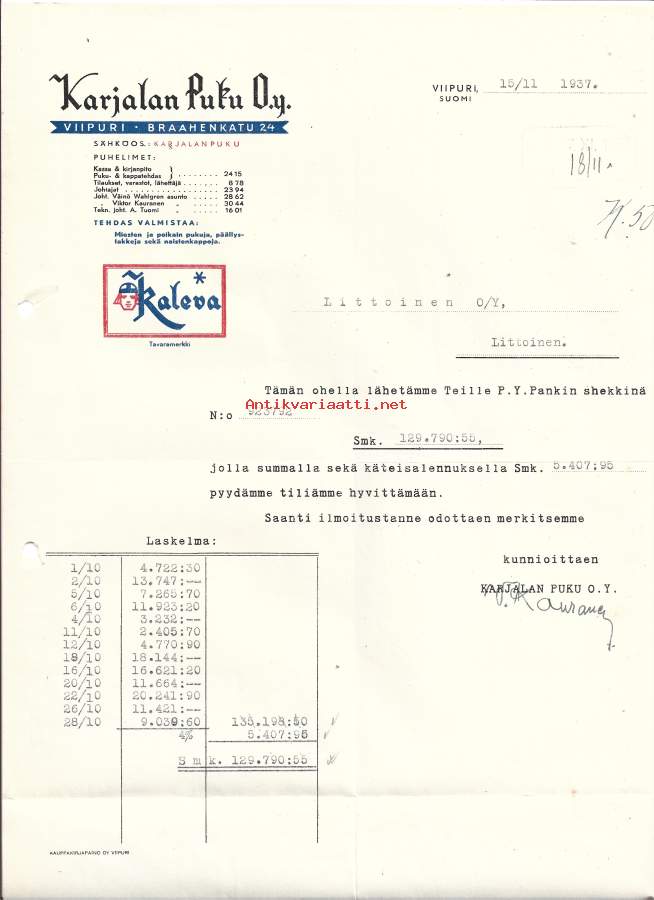 Karjalan Puku O.y.
VIIPURI · BRAAHENKATU 24
SÄHKÖOS.: KARJALANPUKU
PUHELIMET:
Kassa & kirjanpito
Puku- & kappatehdas } ........ 24 15
Tilaukset, varastot, lähettäjä ....... 8 78
Johtajat .................. 23 94
Joht. Väinö Wahlgren asunto ...... 28 62
„ Viktor Kauranen „ ..... 30 44
Tekn. joht. A. Tuomi „ ..... 16 01
TEHDAS VALMISTAA:
Miesten ja poikain pukuja, päällys-
takkeja sekä naistenkappoja.
Kaleva
Tavaramerkki
VIIPURI, 15/11 1937.
SUOMI
18/11.
Littoinen O/Y,
Littoinen.
Tämän ohella lähetämme Teille P.Y.Pankin shekkinä
Antikvariaatti.net
N:o 923792
Smk. 129.790:55,
jolla summalla sekä käteisalennuksella Smk. 5.407:95
pyydämme tiliämme hyvittämään.
Saanti ilmoitustanne odottaen merkitsemme
kunnioittaen
KARJALAN PUKU O.Y.
Kauranen
Laskelma:
1/10 4.722:30
2/10 13.747:--
5/10 7.265:70
6/10 11.923:20
4/10 3.232:--
11/10 2.405:70
12/10 4.770:90
18/10 18.144:--
16/10 16.621:20
20/10 11.664:--
22/10 20.241:90
26/10 11.421:--
28/10 9.039:60 135.198:50
4% 5.407:95
Smk. 129.790:55
KAUPPAKIRJAPAINO OY VIIPURI